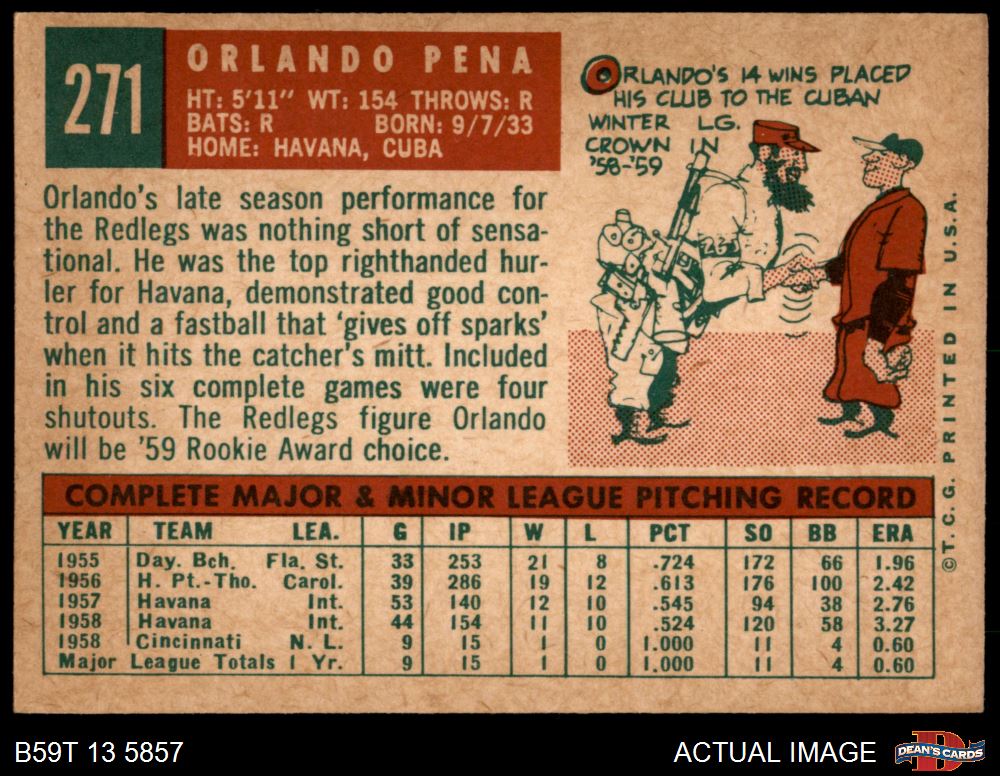 271
ORLANDO PENA
HT: 5'11" WT: 154 THROWS: R
BATS: R BORN: 9/7/33
HOME: HAVANA, CUBA
ORLANDO'S 14 WINS PLACED
HIS CLUB TO THE CUBAN
WINTER LG.
CROWN IN
'58-'59
Orlando's late season performance for
the Redlegs was nothing short of sensa-
tional. He was the top righthanded hur-
ler for Havana, demonstrated good con-
trol and a fastball that 'gives off sparks'
when it hits the catcher's mitt. Included
in his six complete games were four
shutouts. The Redlegs figure Orlando
will be '59 Rookie Award choice.
COMPLETE MAJOR & MINOR LEAGUE PITCHING RECORD
YEAR TEAM LEA. G IP W L PCT SO BB ERA
1955 Day. Bch. Fla. St. 33 253 21 8 .724 172 66 1.96
1956 H. Pt.-Tho. Carol. 39 286 19 12 .613 176 100 2.42
1957 Havana Int. 53 140 12 10 .545 94 38 2.76
1958 Havana Int. 44 154 11 10 .524 120 58 3.27
1958 Cincinnati N. L. 9 15 1 0 1.000 11 4 0.60
Major League Totals 1 Yr. 9 15 1 0 1.000 11 4 0.60
© T. C. G. PRINTED IN U.S.A.
B59T 13 5857
ACTUAL IMAGE
D
DEAN'S CARDS